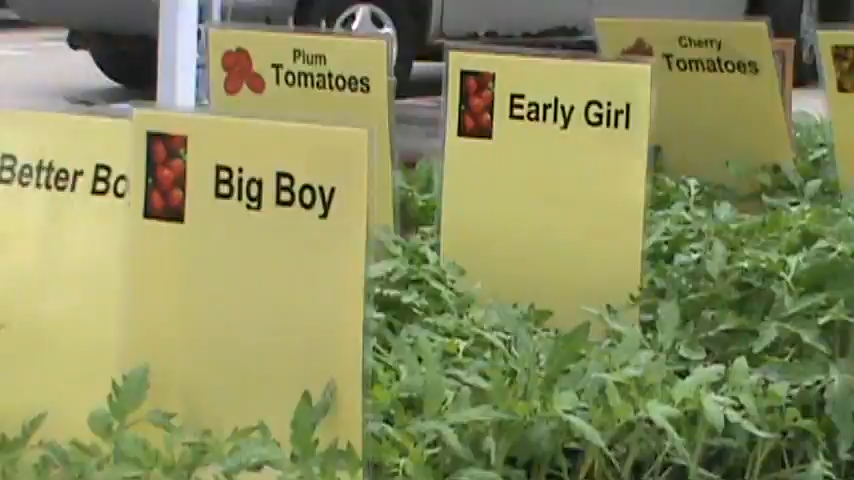 Plum
Tomatoes
Cherry
Tomatoes
Early Girl
Better Bo
Big Boy